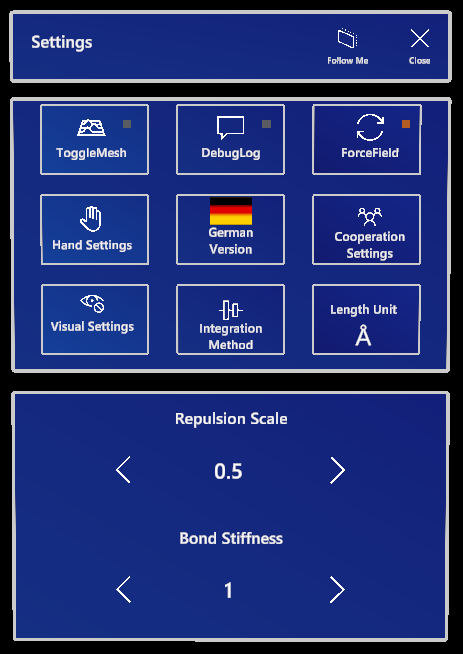 Settings
Follow Me
Close
ToggleMesh
DebugLog
ForceField
Hand Settings
German
Version
Cooperation
Settings
Visual Settings
Integration
Method
Length Unit
Å
Repulsion Scale
0.5
Bond Stiffness
1